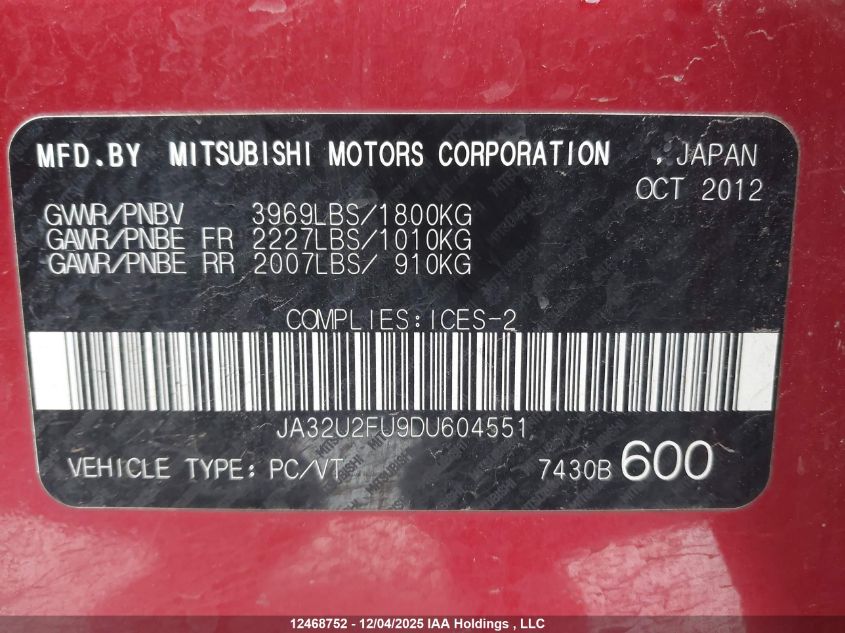 MFD.BY MITSUBISHI MOTORS CORPORATION , JAPAN
OCT 2012
GVWR/PNBV 3969LBS/1800KG
GAWR/PNBE FR 2227LBS/1010KG
GAWR/PNBE RR 2007LBS/ 910KG
COMPLIES:ICES-2
JA32U2FU9DU604551
VEHICLE TYPE: PC/VT 7430B 600
12468752 - 12/04/2025 IAA Holdings , LLC